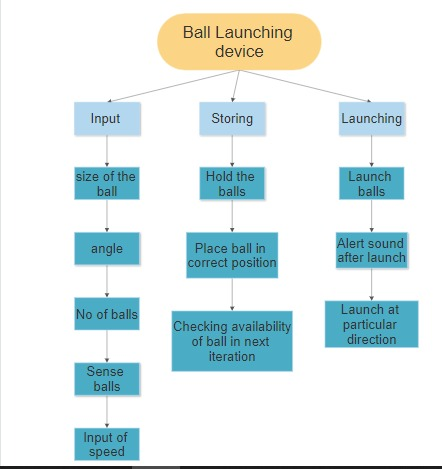 Ball Launching
device
Input
Storing
Launching
size of the
ball
Hold the
balls
Launch
balls
angle
Place ball in
correct position
Alert sound
after launch
No of balls
Checking availability
of ball in next
iteration
Launch at
particular
direction
Sense
balls
Input of
speed